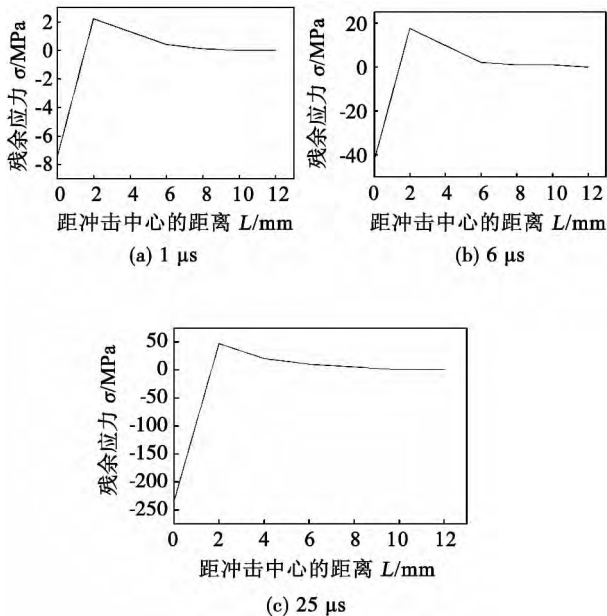 残余应力 σ/MPa
2
0
-2
-4
-6
-8
0 2 4 6 8 10 12
距冲击中心的距离 L/mm
(a) 1 μs
残余应力 σ/MPa
20
0
-20
-40
0 2 4 6 8 10 12
距冲击中心的距离 L/mm
(b) 6 μs
残余应力 σ/MPa
50
0
-50
-100
-150
-200
-250
0 2 4 6 8 10 12
距冲击中心的距离 L/mm
(c) 25 μs